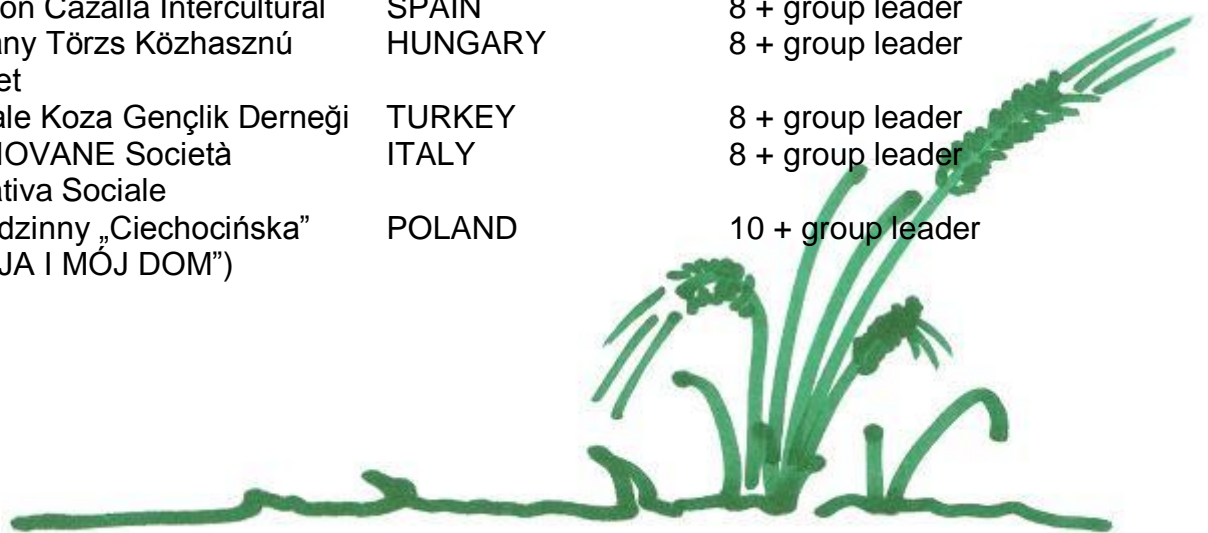 on Cazalla Intercultural SPAIN 8 + group leader
any Törzs Közhasznú HUNGARY 8 + group leader
et
ale Koza Gençlik Derneği TURKEY 8 + group leader
IOVANE Società ITALY 8 + group leader
ativa Sociale
dzinny „Ciechocińska” POLAND 10 + group leader
JA I MÓJ DOM”)